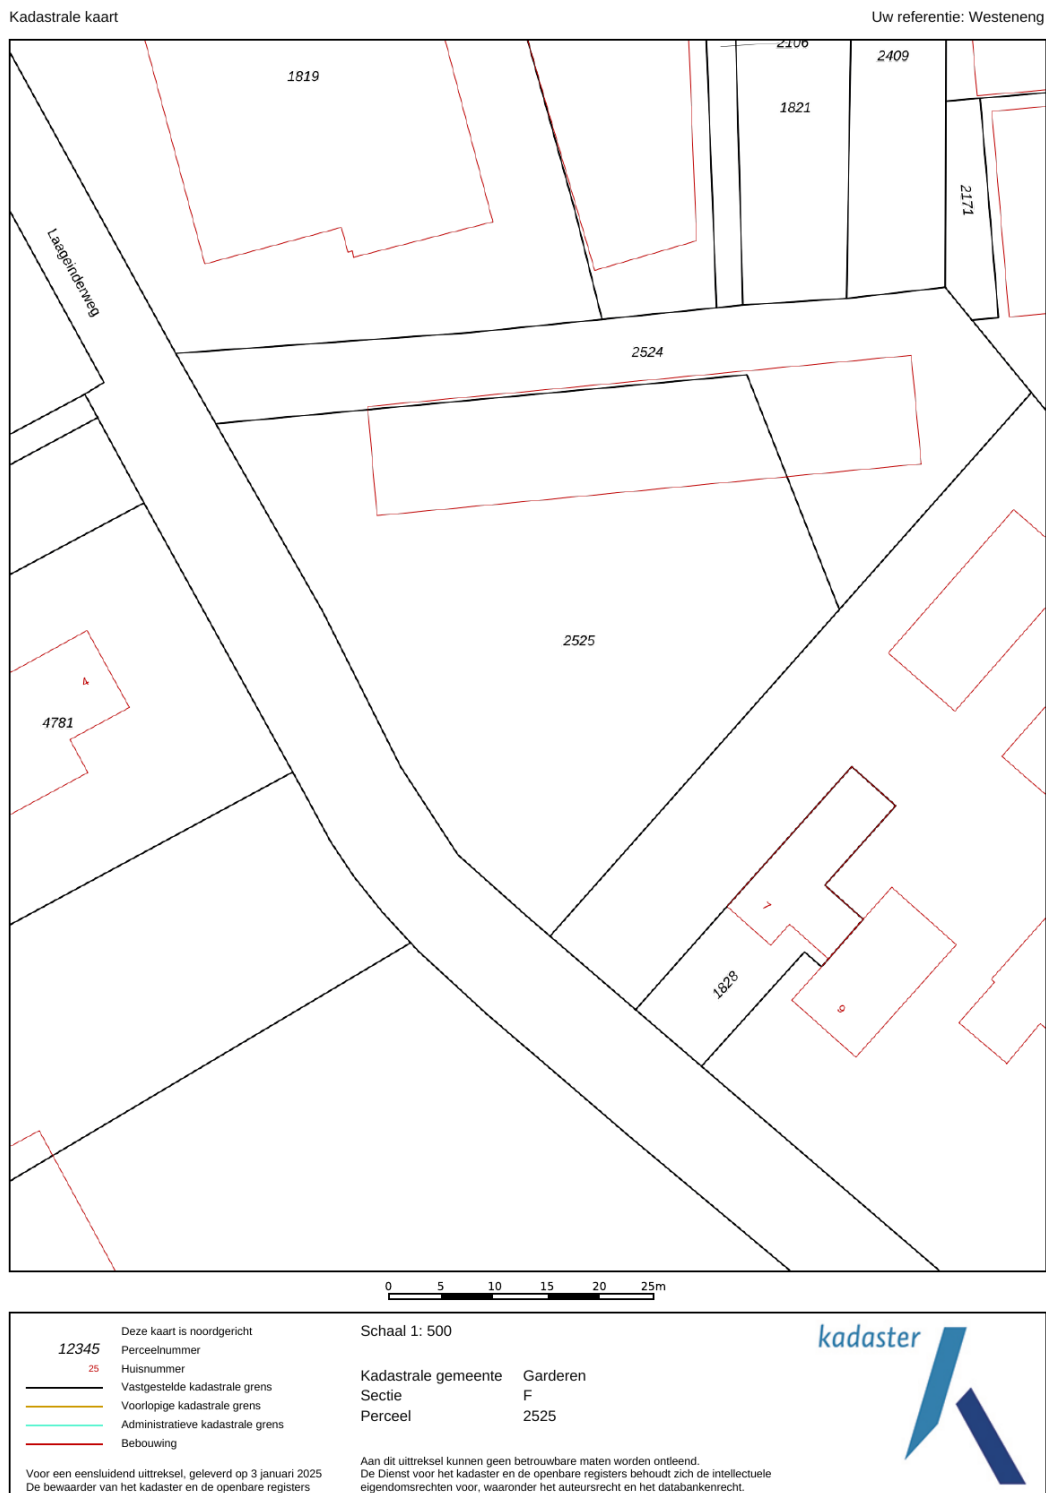 Kadastrale kaart
Uw referentie: Westeneng
1819
2106
2409
1821
2171
Laageinderweg
2524
2525
4
4781
7
1828
9
0 5 10 15 20 25m
Deze kaart is noordgericht
12345 Perceelnummer
25 Huisnummer
Vastgestelde kadastrale grens
Voorlopige kadastrale grens
Administratieve kadastrale grens
Bebouwing
Voor een eensluidend uittreksel, geleverd op 3 januari 2025
De bewaarder van het kadaster en de openbare registers
Schaal 1: 500
Kadastrale gemeente Garderen
Sectie F
Perceel 2525
Aan dit uittreksel kunnen geen betrouwbare maten worden ontleend.
De Dienst voor het kadaster en de openbare registers behoudt zich de intellectuele
eigendomsrechten voor, waaronder het auteursrecht en het databankenrecht.
kadaster